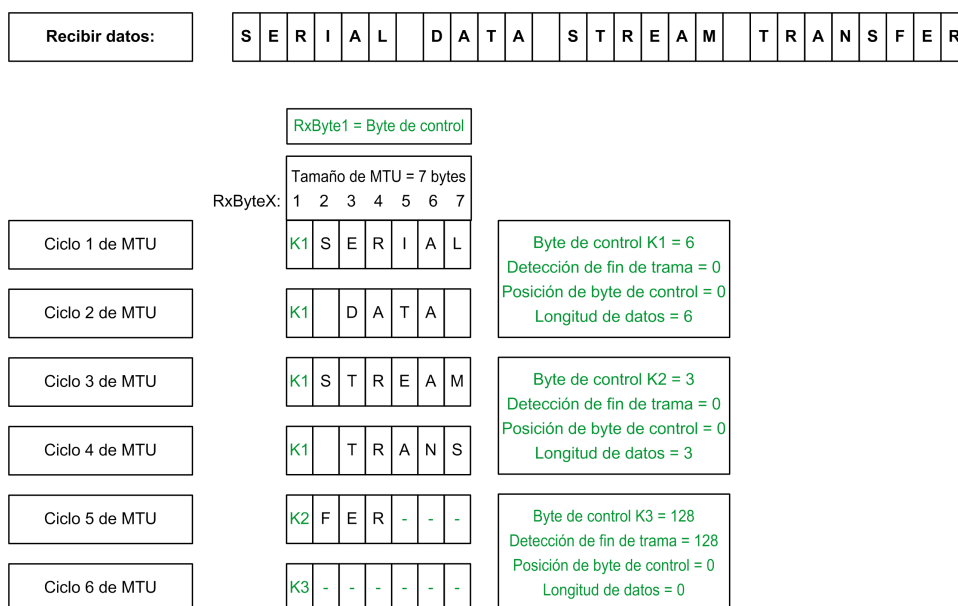 Recibir datos: S E R I A L D A T A S T R E A M T R A N S F E R
RxByte1 = Byte de control
Tamaño de MTU = 7 bytes
RxByteX: 1 2 3 4 5 6 7
Ciclo 1 de MTU K1 S E R I A L
Byte de control K1 = 6
Detección de fin de trama = 0
Posición de byte de control = 0
Longitud de datos = 6
Ciclo 2 de MTU K1 D A T A
Ciclo 3 de MTU K1 S T R E A M
Byte de control K2 = 3
Detección de fin de trama = 0
Posición de byte de control = 0
Longitud de datos = 3
Ciclo 4 de MTU K1 T R A N S
Ciclo 5 de MTU K2 F E R - - -
Byte de control K3 = 128
Detección de fin de trama = 128
Posición de byte de control = 0
Longitud de datos = 0
Ciclo 6 de MTU K3 - - - - - -